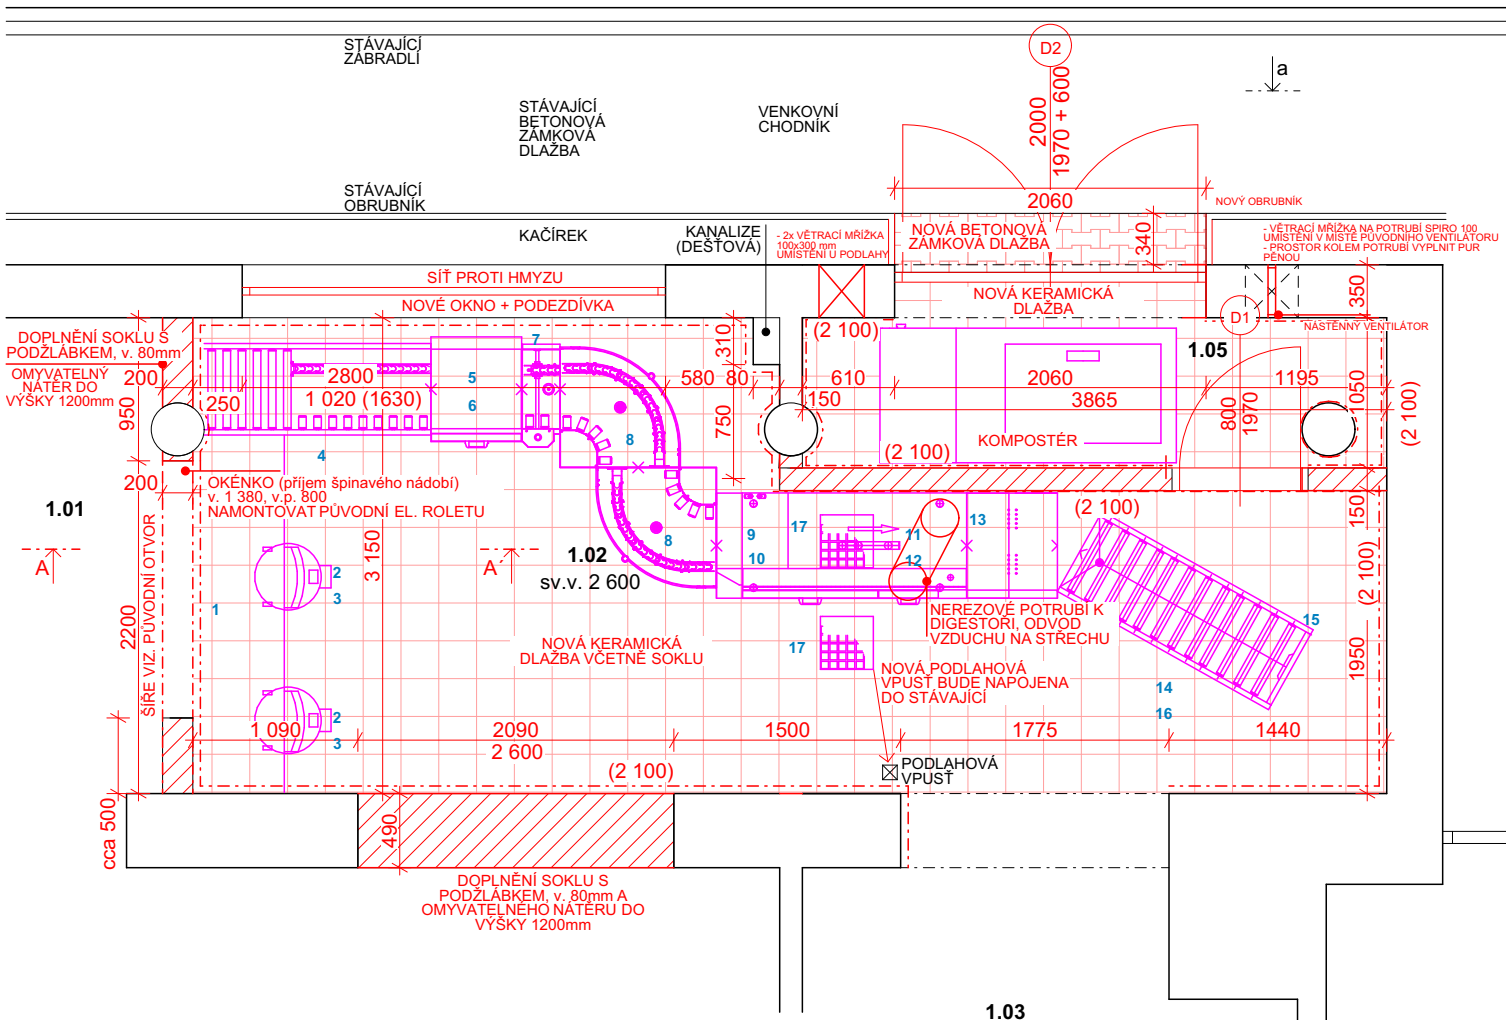 STÁVAJÍCÍ
ZÁBRADLÍ
STÁVAJÍCÍ
BETONOVÁ
ZÁMKOVÁ
DLAŽBA
VENKOVNÍ
CHODNÍK
D2
2000
1970 + 600
a
STÁVAJÍCÍ
OBRUBNÍK
KAČÍREK
KANALIZE
(DEŠŤOVÁ)
- 2x VĚTRACÍ MŘÍŽKA
100x300 mm
UMÍSTĚNÍ U PODLAHY
2060
NOVÁ BETONOVÁ
ZÁMKOVÁ DLAŽBA
340
NOVÝ OBRUBNÍK
- VĚTRACÍ MŘÍŽKA NA POTRUBÍ SPIRO 100
UMÍSTĚNÍ V MÍSTĚ PŮVODNÍHO VENTILÁTORU
- PROSTOR KOLEM POTRUBÍ VYPLNIT PUR
PĚNOU
SÍŤ PROTI HMYZU
NOVÉ OKNO + PODEZDÍVKA
NOVÁ KERAMICKÁ
DLAŽBA
350
D1
NÁSTĚNNÝ VENTILÁTOR
DOPLNĚNÍ SOKLU S
PODŽLÁBKEM, v. 80mm
OMYVATELNÝ
NÁTĚR DO
VÝŠKY 1200mm
200
950
250
2800
1 020 (1630)
5
6
7
310
580
80
750
(2 100)
610
150
2060
3865
1.05
1195
1050
800
1970
(2 100)
KOMPOSTÉR
(2 100)
4
8
200
OKÉNKO (příjem špinavého nádobí)
v. 1 380, v.p. 800
NAMONTOVAT PŮVODNÍ EL. ROLETU
1.01
A
A´
1.02
sv.v. 2 600
3 150
8
9
10
17
11
12
13
(2 100)
150
(2 100)
2
3
1
2200
ŠÍŘE VIZ. PŮVODNÍ OTVOR
NEREZOVÉ POTRUBÍ K
DIGESTOŘI, ODVOD
VZDUCHU NA STŘECHU
15
NOVÁ KERAMICKÁ
DLAŽBA VČETNĚ SOKLU
17
NOVÁ PODLAHOVÁ
VPUSŤ BUDE NAPOJENA
DO STÁVAJÍCÍ
14
16
1950
2
3
1 090
2090
2 600
1500
1775
1440
(2 100)
PODLAHOVÁ
VPUSŤ
cca 500
490
DOPLNĚNÍ SOKLU S
PODŽLÁBKEM, v. 80mm A
OMYVATELNÉHO NÁTĚRU DO
VÝŠKY 1200mm
1.03